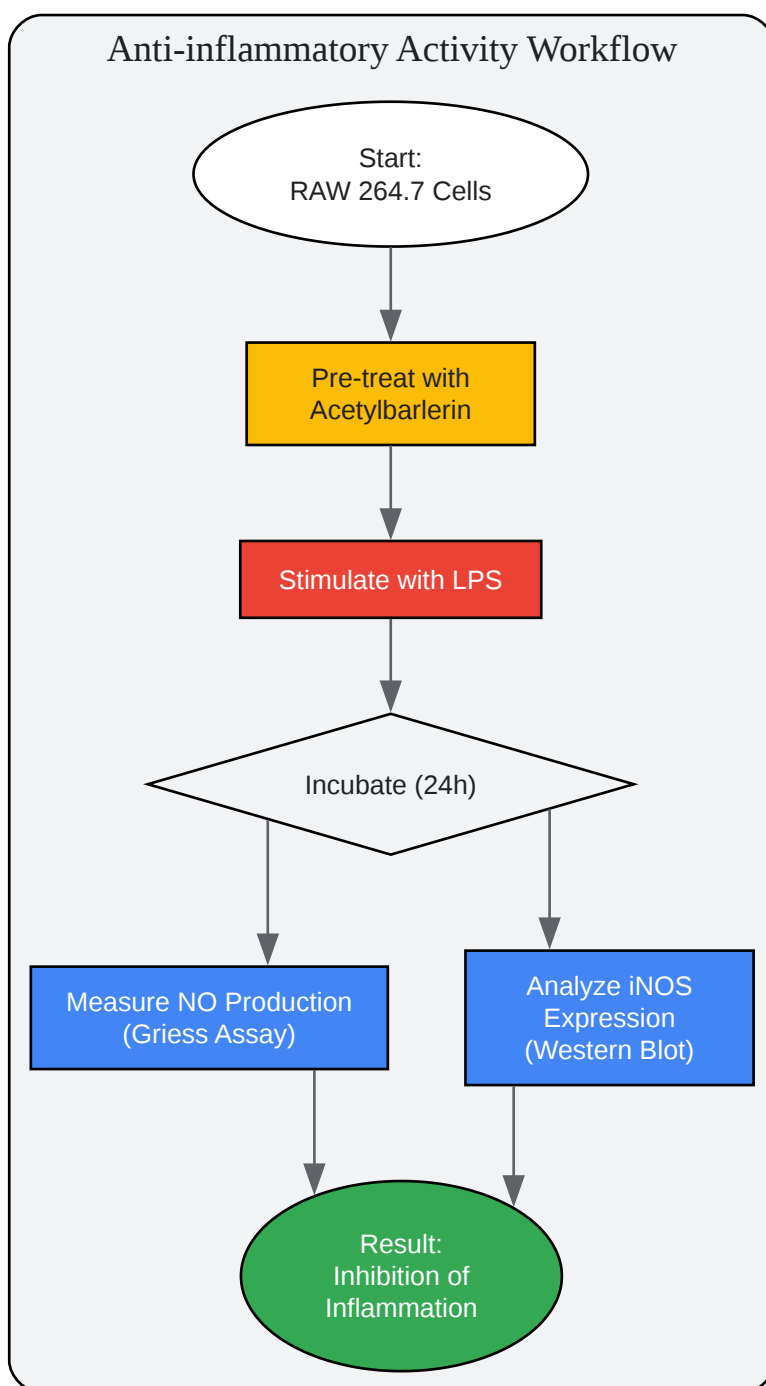 Anti-inflammatory Activity Workflow
Start:
RAW 264.7 Cells
Pre-treat with
Acetylbarlerin
Stimulate with LPS
Incubate (24h)
Measure NO Production
(Griess Assay)
Analyze iNOS
Expression
(Western Blot)
Result:
Inhibition of
Inflammation